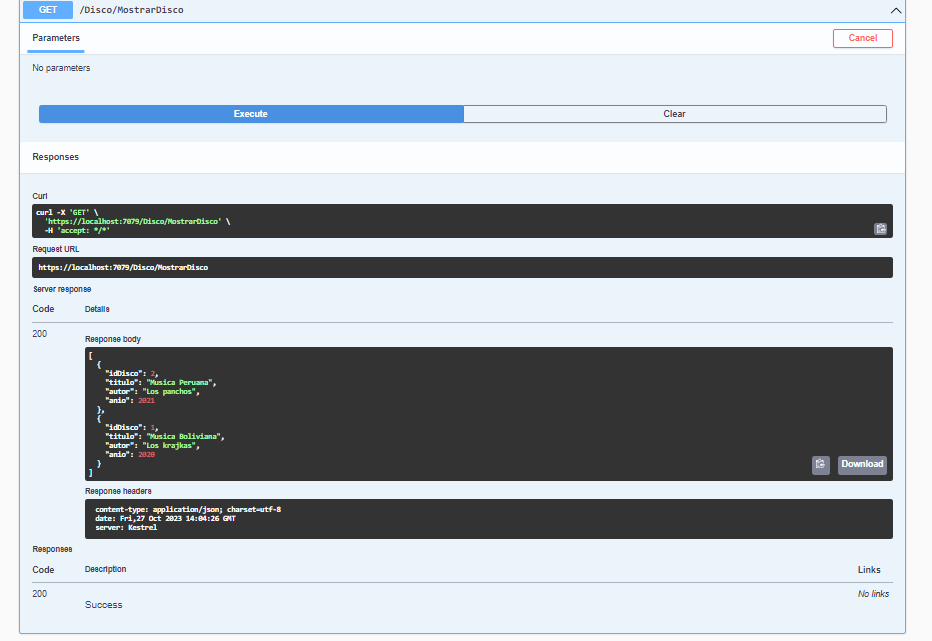 GET /Disco/MostrarDisco
Parameters
Cancel
No parameters
Execute
Clear
Responses
Curl
curl -X 'GET' \
'https://localhost:7079/Disco/MostrarDisco' \
-H 'accept: */*'
Request URL
https://localhost:7079/Disco/MostrarDisco
Server response
Code Details
200
Response body
[
{
"idDisco": 2,
"titulo": "Musica Peruana",
"autor": "Los panchos",
"anio": 2021
},
{
"idDisco": 1,
"titulo": "Musica Boliviana",
"autor": "Los krajkas",
"anio": 2020
}
]
Download
Response headers
content-type: application/json; charset=utf-8
date: Fri,27 Oct 2023 14:04:26 GMT
server: Kestrel
Responses
Code Description Links
200 No links
Success